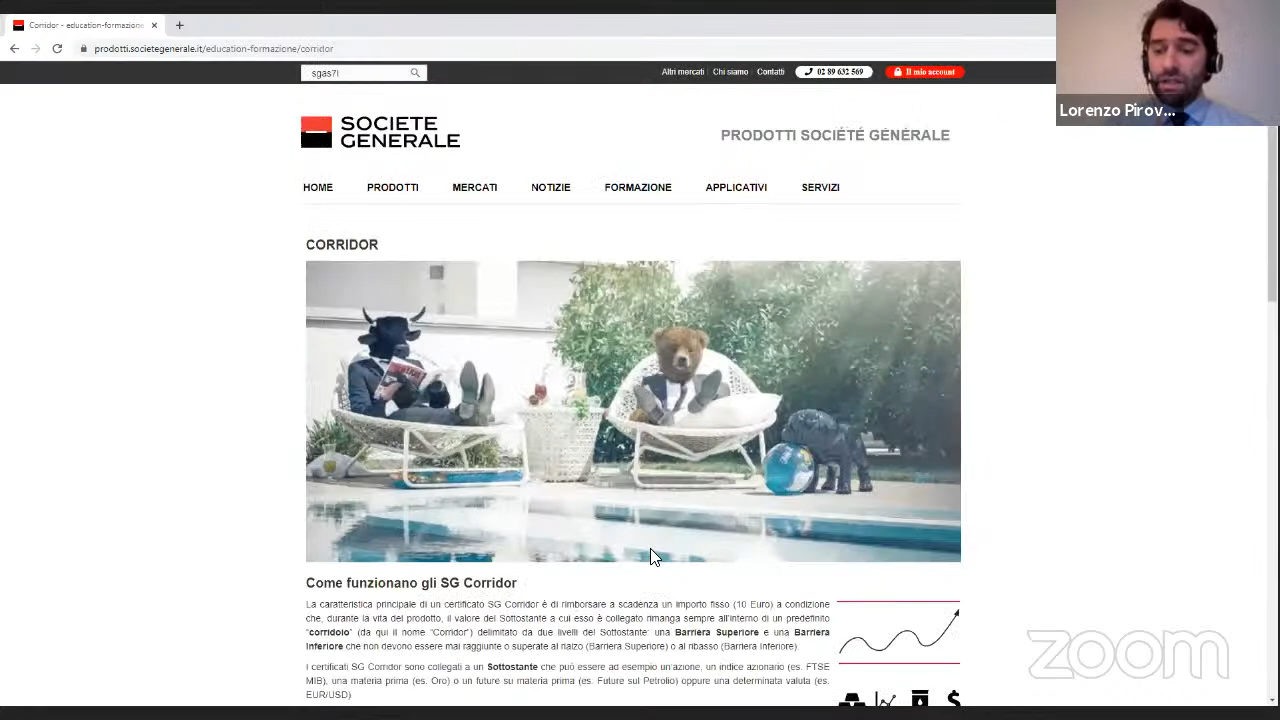 Corridor - education-formazione
prodotti.societegenerale.it/education-formazione/corridor
sgas7l
Altri mercati Chi siamo Contatti 02 89 632 569 Il mio account
SOCIETE
GENERALE
PRODOTTI SOCIÉTÉ GÉNÉRALE
HOME PRODOTTI MERCATI NOTIZIE FORMAZIONE APPLICATIVI SERVIZI
CORRIDOR
Come funzionano gli SG Corridor
La caratteristica principale di un certificato SG Corridor è di rimborsare a scadenza un importo fisso (10 Euro) a condizione
che, durante la vita del prodotto, il valore del Sottostante a cui esso è collegato rimanga sempre all'interno di un predefinito
"corridoio" (da qui il nome "Corridor") delimitato da due livelli del Sottostante: una Barriera Superiore e una Barriera
Inferiore che non devono essere mai raggiunte o superate al rialzo (Barriera Superiore) o al ribasso (Barriera Inferiore).
I certificati SG Corridor sono collegati a un Sottostante che può essere ad esempio un'azione, un indice azionario (es. FTSE
MIB), una materia prima (es. Oro) o un future su materia prima (es. Future sul Petrolio) oppure una determinata valuta (es.
EUR/USD)
Lorenzo Pirov...
zoom